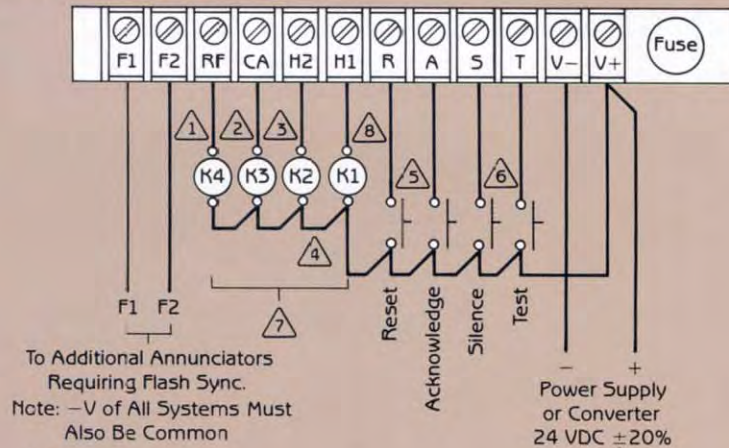 F1 F2 RF CA H2 H1 R A S T V− V+ Fuse
1 2 3 8
K4 K3 K2 K1 5 6
4
7
F1 F2
Reset
Acknowledge
Silence
Test
To Additional Annunciators
Requiring Flash Sync.
Note: −V of All Systems Must
Also Be Common
− +
Power Supply
or Converter
24 VDC ±20%